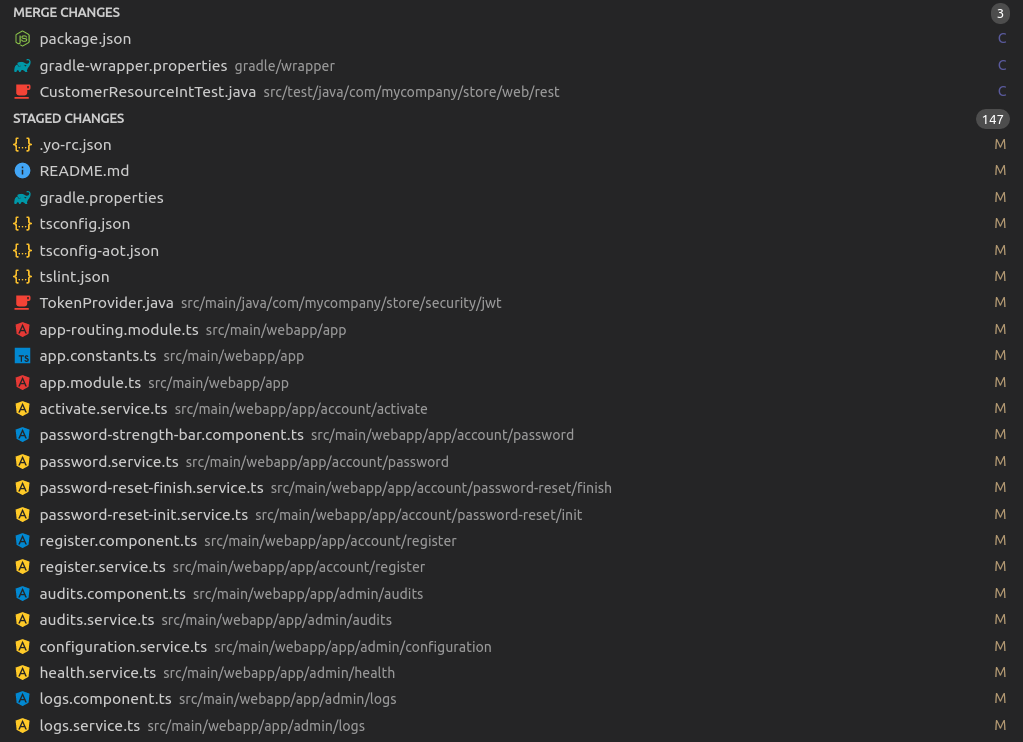 MERGE CHANGES 3
package.json C
gradle-wrapper.properties gradle/wrapper C
CustomerResourceIntTest.java src/test/java/com/mycompany/store/web/rest C
STAGED CHANGES 147
{..} .yo-rc.json M
README.md M
gradle.properties M
{..} tsconfig.json M
{..} tsconfig-aot.json M
{..} tslint.json M
TokenProvider.java src/main/java/com/mycompany/store/security/jwt M
A app-routing.module.ts src/main/webapp/app M
TS app.constants.ts src/main/webapp/app M
A app.module.ts src/main/webapp/app M
A activate.service.ts src/main/webapp/app/account/activate M
A password-strength-bar.component.ts src/main/webapp/app/account/password M
A password.service.ts src/main/webapp/app/account/password M
A password-reset-finish.service.ts src/main/webapp/app/account/password-reset/finish M
A password-reset-init.service.ts src/main/webapp/app/account/password-reset/init M
A register.component.ts src/main/webapp/app/account/register M
A register.service.ts src/main/webapp/app/account/register M
A audits.component.ts src/main/webapp/app/admin/audits M
A audits.service.ts src/main/webapp/app/admin/audits M
A configuration.service.ts src/main/webapp/app/admin/configuration M
A health.service.ts src/main/webapp/app/admin/health M
A logs.component.ts src/main/webapp/app/admin/logs M
A logs.service.ts src/main/webapp/app/admin/logs M